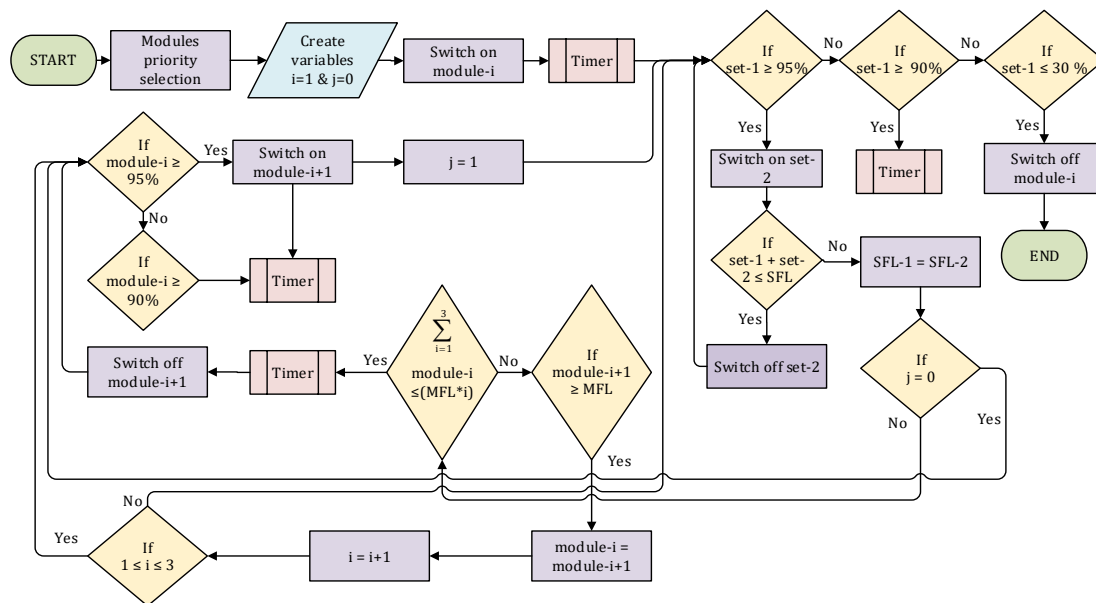 START
Modules
priority
selection
Create
variables
i=1 & j=0
Switch on
module-i
Timer
If
set-1 ≥ 95%
No
If
set-1 ≥ 90%
No
If
set-1 ≤ 30 %
Yes
Yes
Yes
If
module-i ≥
95%
Yes
Switch on
module-i+1
j = 1
Switch on set-
2
Timer
Switch off
module-i
No
If
module-i ≥
90%
Timer
If
set-1 + set-
2 ≤ SFL
No
SFL-1 = SFL-2
END
Yes
Switch off
module-i+1
Timer
Yes
3
∑
i=1
module-i
≤(MFL*i)
No
If
module-i+1
≥ MFL
Switch off set-2
If
j = 0
No
Yes
Yes
No
Yes
If
1 ≤ i ≤ 3
i = i+1
module-i =
module-i+1